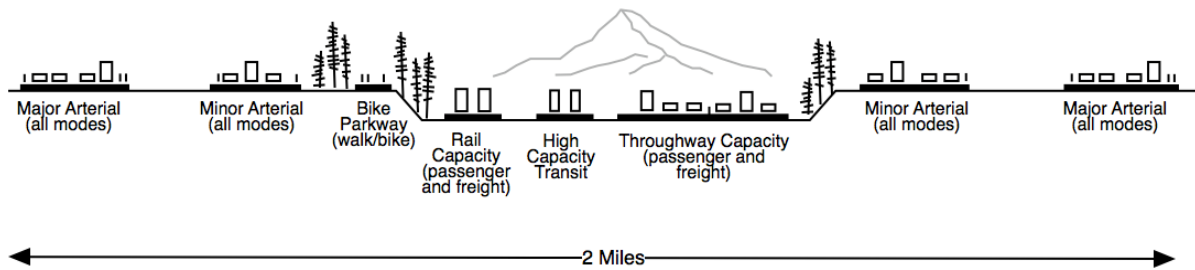 Major Arterial
(all modes)
Minor Arterial
(all modes)
Bike
Parkway
(walk/bike)
Rail
Capacity
(passenger
and freight)
High
Capacity
Transit
Throughway Capacity
(passenger and
freight)
Minor Arterial
(all modes)
Major Arterial
(all modes)
2 Miles